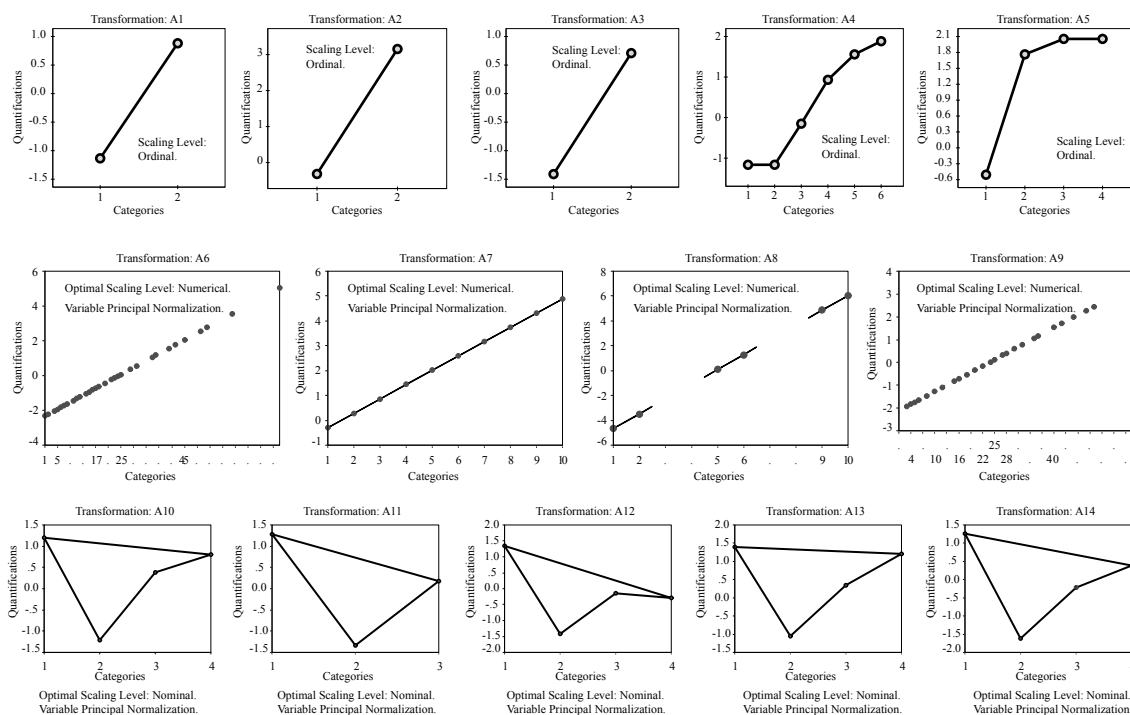 Transformation: A1
1.0
0.5
0.0
-0.5
-1.0
-1.5
Quantifications
Scaling Level:
Ordinal.
1 2
Categories
Transformation: A2
3
2
1
0
Quantifications
Scaling Level:
Ordinal.
1 2
Categories
Transformation: A3
1.0
0.5
0.0
-0.5
-1.0
-1.5
Quantifications
Scaling Level:
Ordinal.
1 2
Categories
Transformation: A4
2
1
0
-1
Quantifications
Scaling Level:
Ordinal.
1 2 3 4 5 6
Categories
Transformation: A5
2.1
1.8
1.5
1.2
0.9
0.6
0.3
0.0
-0.3
-0.6
Quantifications
Scaling Level:
Ordinal.
1 2 3 4
Categories
Transformation: A6
6
4
2
0
-2
-4
Quantifications
Optimal Scaling Level: Numerical.
Variable Principal Normalization.
1 5 . . 17 . 25 . . . 45 . . . . . .
Categories
Transformation: A7
6
5
4
3
2
1
0
-1
Quantifications
Optimal Scaling Level: Numerical.
Variable Principal Normalization.
1 2 3 4 5 6 7 8 9 10
Categories
Transformation: A8
8
6
4
2
0
-2
-4
-6
Quantifications
Optimal Scaling Level: Numerical.
Variable Principal Normalization.
1 2 . . 5 6 . . 9 10
Categories
Transformation: A9
4
3
2
1
0
-1
-2
-3
Quantifications
Optimal Scaling Level: Numerical.
Variable Principal Normalization.
25
. 4 10 16 22 28 . 40 . . .
Categories
Transformation: A10
1.5
1.0
.5
0.0
-.5
-1.0
-1.5
Quantifications
1 2 3 4
Categories
Optimal Scaling Level: Nominal.
Variable Principal Normalization.
Transformation: A11
1.5
1.0
.5
0.0
-.5
-1.0
-1.5
Quantifications
1 2 3
Categories
Optimal Scaling Level: Nominal.
Variable Principal Normalization.
Transformation: A12
2.0
1.5
1.0
.5
0.0
-.5
-1.0
-1.5
-2.0
Quantifications
1 2 3 4
Categories
Optimal Scaling Level: Nominal.
Variable Principal Normalization.
Transformation: A13
2.0
1.5
1.0
.5
0.0
-.5
-1.0
-1.5
Quantifications
1 2 3 4
Categories
Optimal Scaling Level: Nominal.
Variable Principal Normalization.
Transformation: A14
1.5
1.0
.5
0.0
-.5
-1.0
-1.5
-2.0
Quantifications
1 2 3
Categories
Optimal Scaling Level: Nominal.
Variable Principal Normalization.